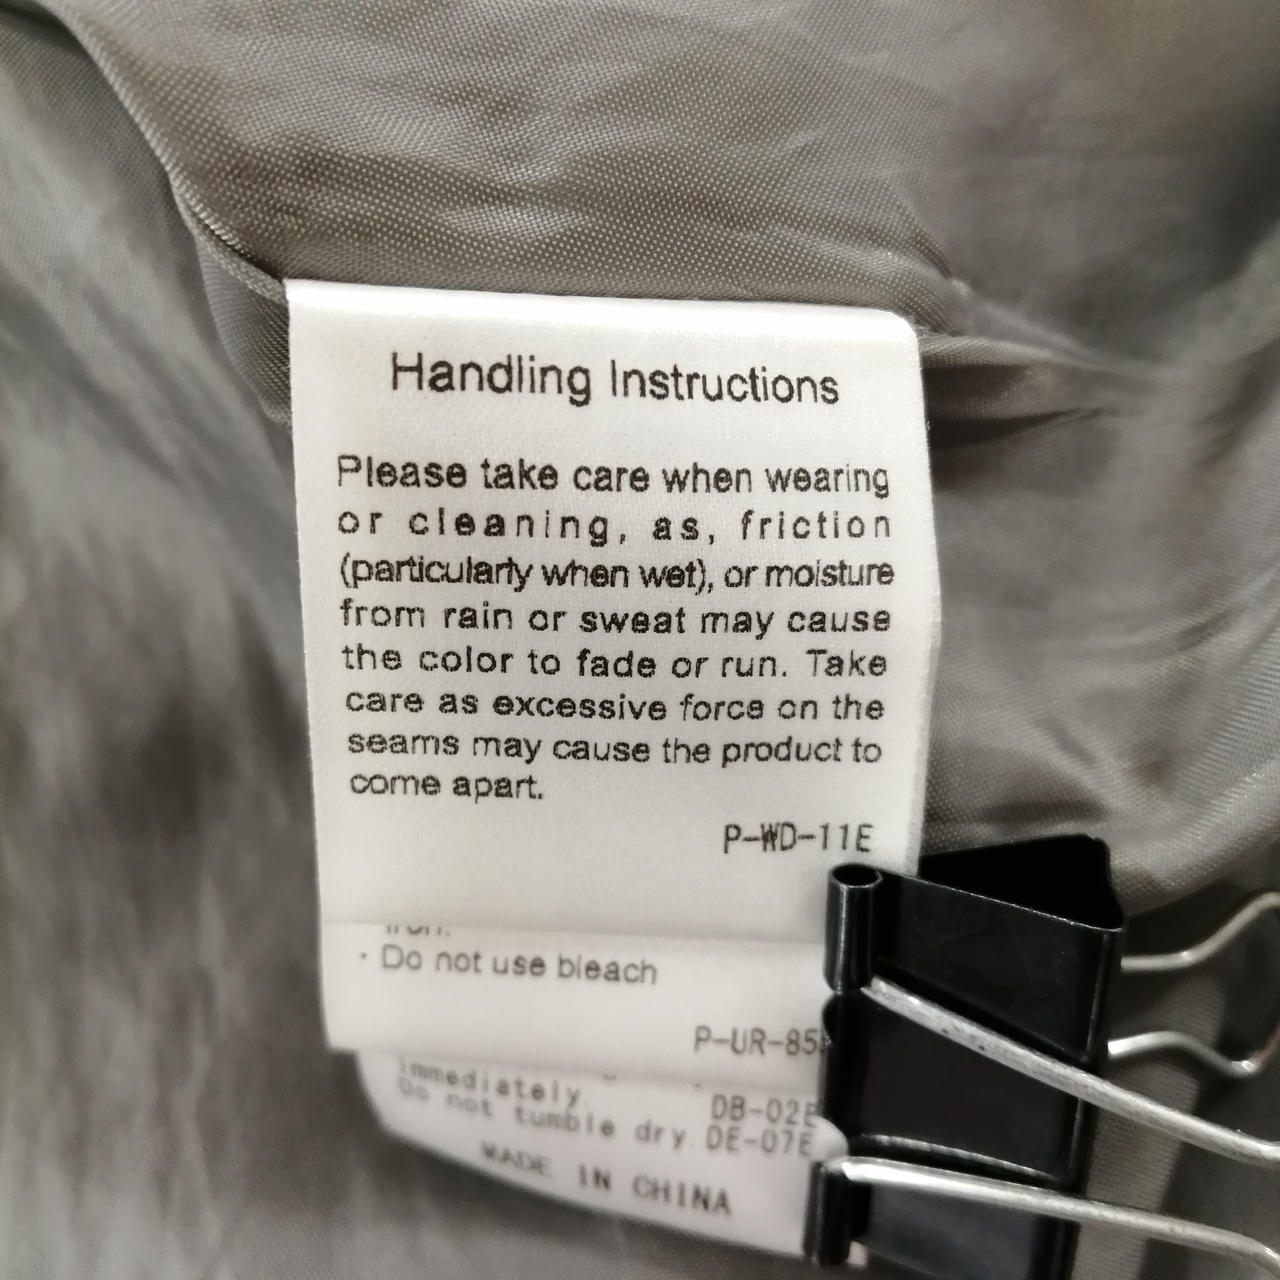 Handling Instructions
Please take care when wearing
or cleaning, as, friction
(particularly when wet), or moisture
from rain or sweat may cause
the color to fade or run. Take
care as excessive force on the
seams may cause the product to
come apart.
P-WD-11E
iron.
· Do not use bleach
P-UR-85
immediately.
DB-02E
Do not tumble dry. DE-07E
MADE IN CHINA